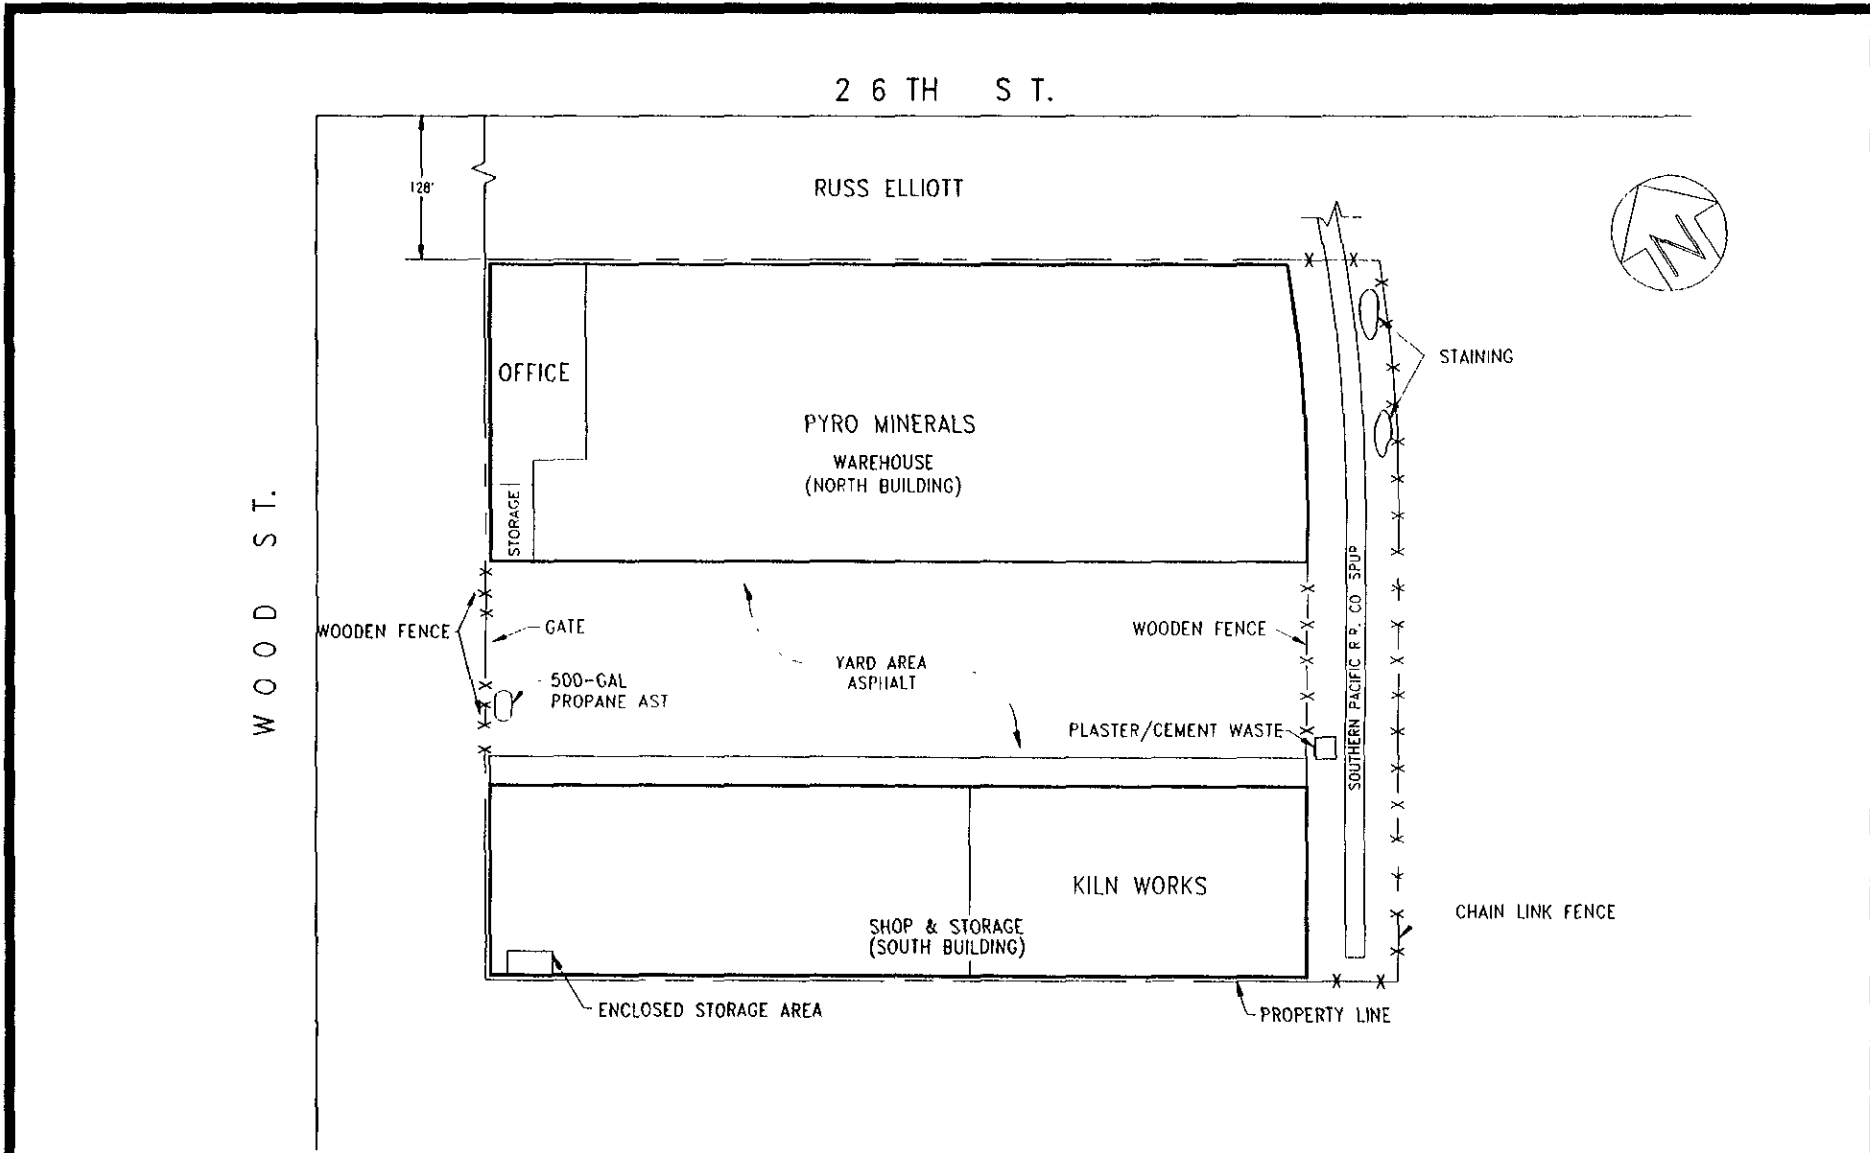 26TH ST.
128'
RUSS ELLIOTT
N
OFFICE
STAINING
PYRO MINERALS
WAREHOUSE
(NORTH BUILDING)
STORAGE
WOOD ST.
WOODEN FENCE
GATE
WOODEN FENCE
SOUTHERN PACIFIC R.R. CO SPUR
YARD AREA
ASPHALT
500-GAL
PROPANE AST
PLASTER/CEMENT WASTE
KILN WORKS
SHOP & STORAGE
(SOUTH BUILDING)
CHAIN LINK FENCE
ENCLOSED STORAGE AREA
PROPERTY LINE